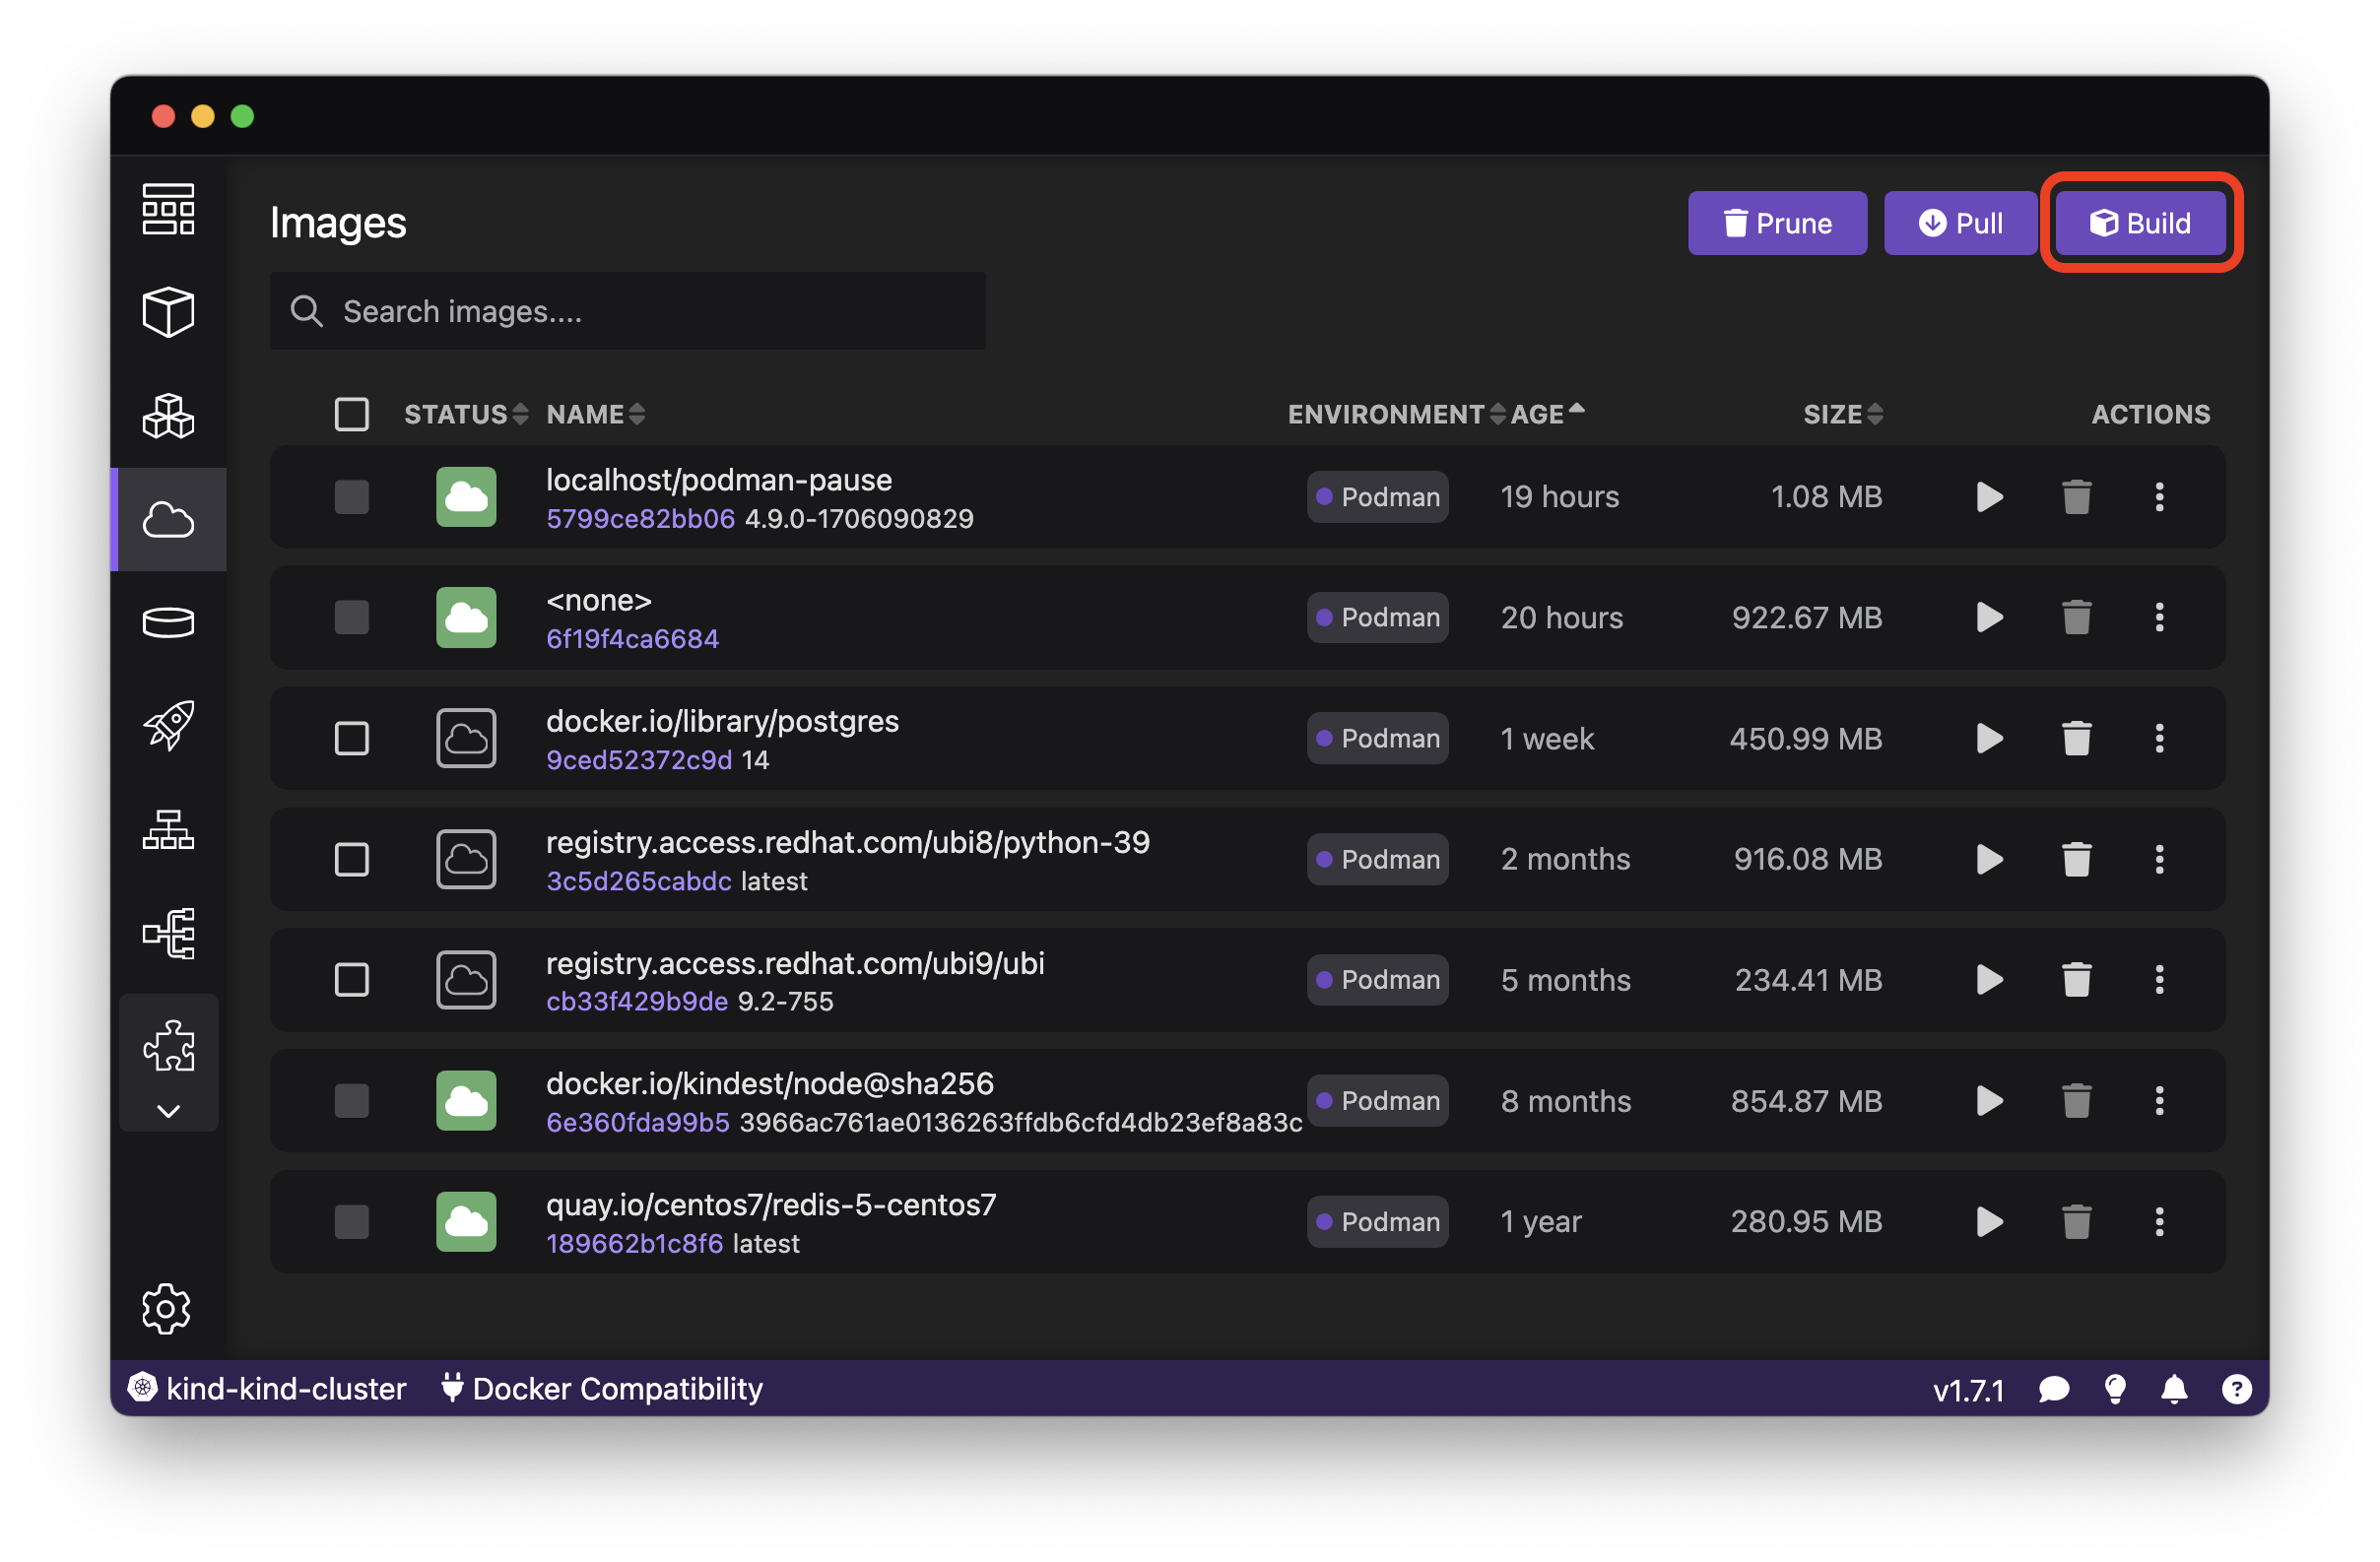 Images
Prune
Pull
Build
Search images....
STATUS NAME ENVIRONMENT AGE SIZE ACTIONS
localhost/podman-pause
5799ce82bb06 4.9.0-1706090829
Podman 19 hours 1.08 MB
<none>
6f19f4ca6684
Podman 20 hours 922.67 MB
docker.io/library/postgres
9ced52372c9d 14
Podman 1 week 450.99 MB
registry.access.redhat.com/ubi8/python-39
3c5d265cabdc latest
Podman 2 months 916.08 MB
registry.access.redhat.com/ubi9/ubi
cb33f429b9de 9.2-755
Podman 5 months 234.41 MB
docker.io/kindest/node@sha256
6e360fda99b5 3966ac761ae0136263ffdb6cfd4db23ef8a83c
Podman 8 months 854.87 MB
quay.io/centos7/redis-5-centos7
189662b1c8f6 latest
Podman 1 year 280.95 MB
kind-kind-cluster Docker Compatibility v1.7.1